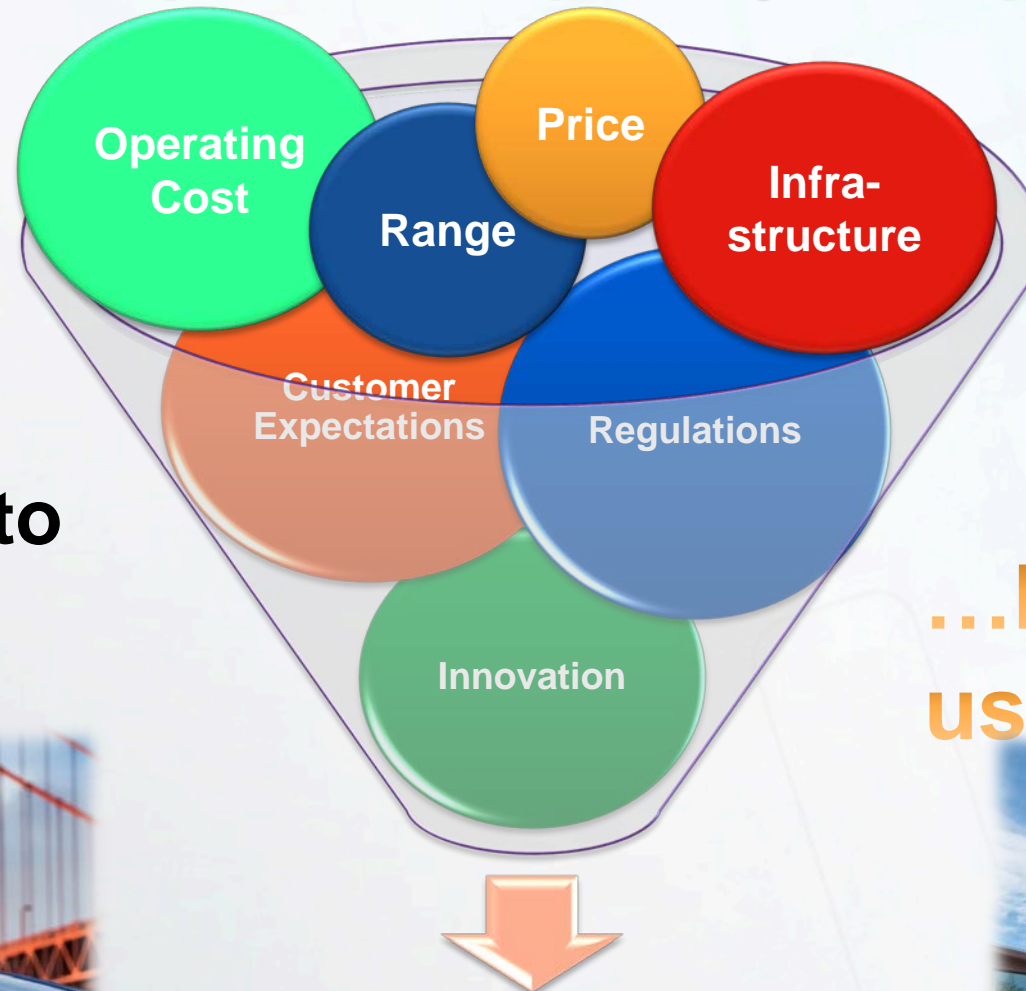 Operating
Cost
Price
Range
Infra-
structure
Customer
Expectations
Regulations
to
Innovation
…
us